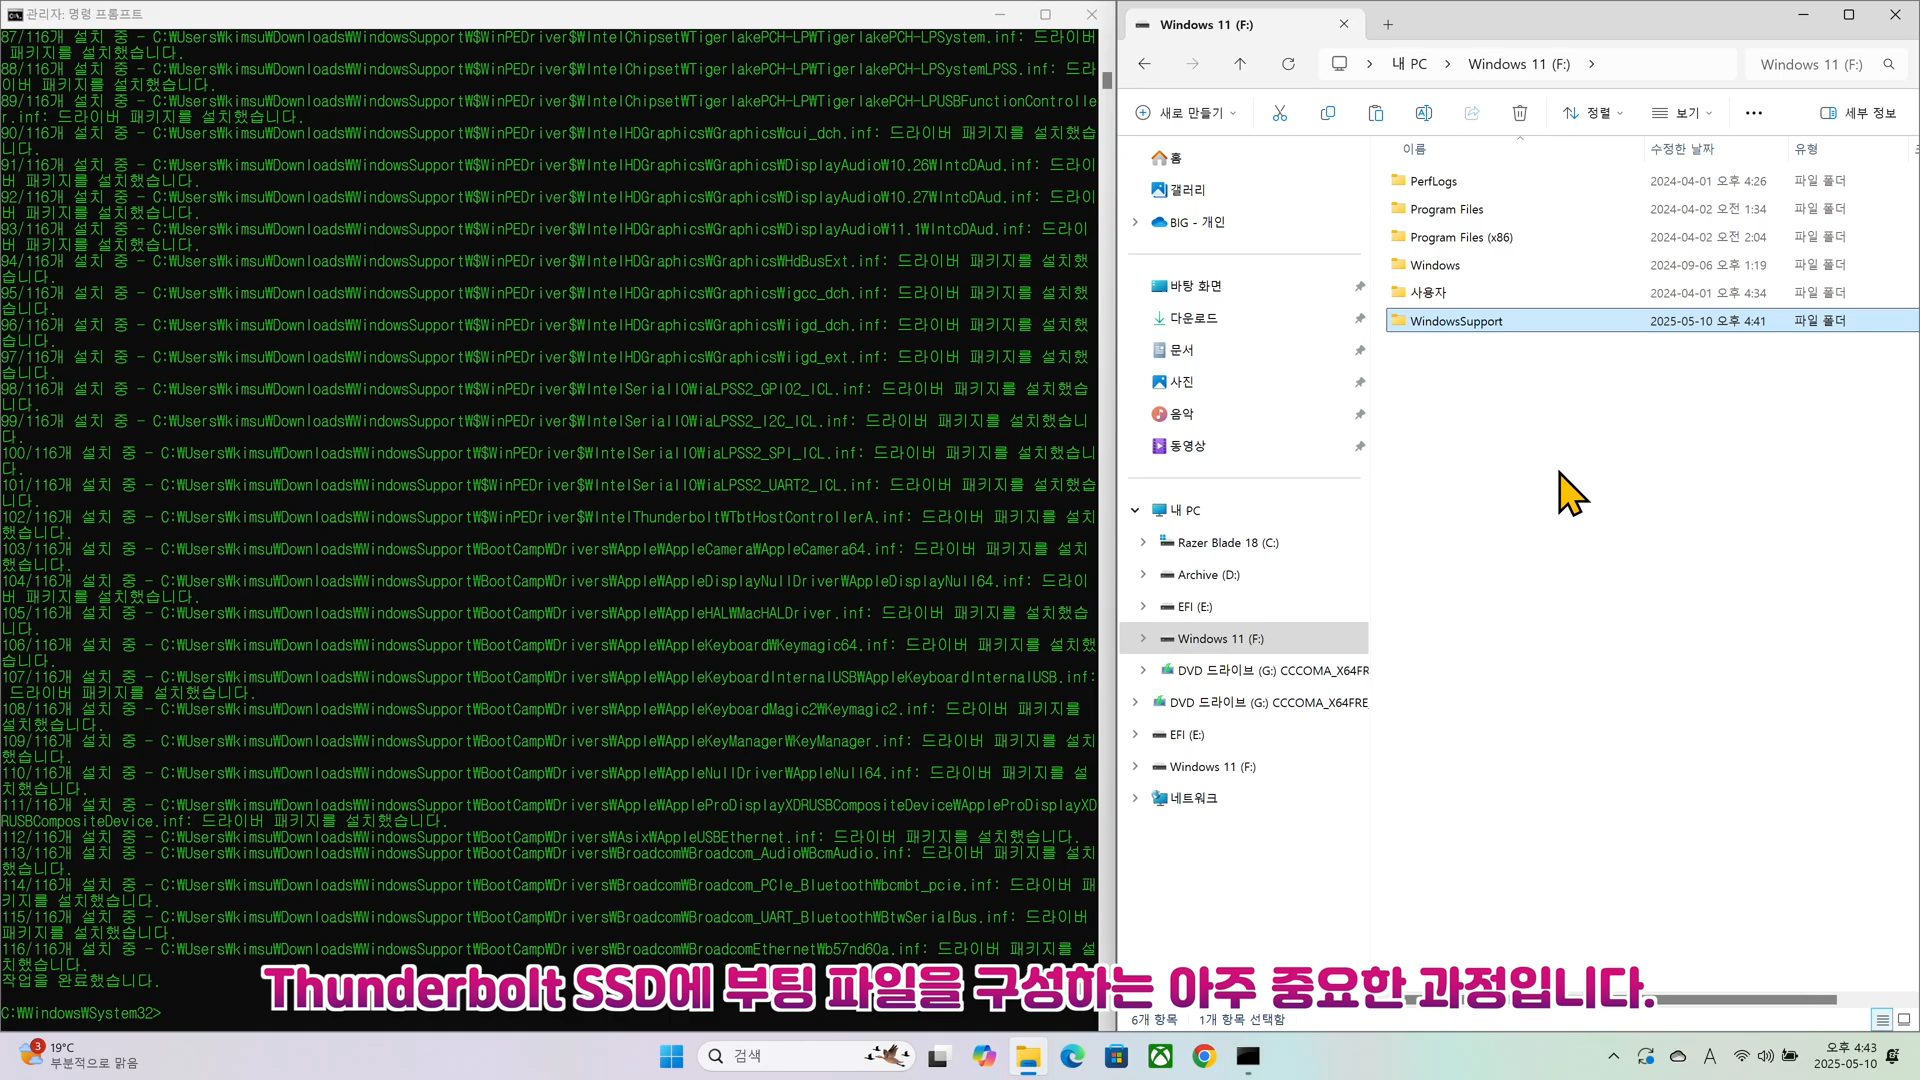 관리자: 명령 프롬프트
87/116개 설치 중 - C:₩Users₩kimsu₩Downloads₩WindowsSupport₩$WinPEDriver$₩IntelChipset₩TigerlakePCH-LP₩TigerlakePCH-LPSystem.inf: 드라이버
 패키지를 설치했습니다.
88/116개 설치 중 - C:₩Users₩kimsu₩Downloads₩WindowsSupport₩$WinPEDriver$₩IntelChipset₩TigerlakePCH-LP₩TigerlakePCH-LPSystemLPSS.inf: 드라
이버 패키지를 설치했습니다.
89/116개 설치 중 - C:₩Users₩kimsu₩Downloads₩WindowsSupport₩$WinPEDriver$₩IntelChipset₩TigerlakePCH-LP₩TigerlakePCH-LPUSBFunctionControlle
r.inf: 드라이버 패키지를 설치했습니다.
90/116개 설치 중 - C:₩Users₩kimsu₩Downloads₩WindowsSupport₩$WinPEDriver$₩IntelHDGraphics₩Graphics₩cui_dch.inf: 드라이버 패키지를 설치했습
니다.
91/116개 설치 중 - C:₩Users₩kimsu₩Downloads₩WindowsSupport₩$WinPEDriver$₩IntelHDGraphics₩Graphics₩DisplayAudio₩10.26₩IntcDAud.inf: 드라이
버 패키지를 설치했습니다.
92/116개 설치 중 - C:₩Users₩kimsu₩Downloads₩WindowsSupport₩$WinPEDriver$₩IntelHDGraphics₩Graphics₩DisplayAudio₩10.27₩IntcDAud.inf: 드라이
버 패키지를 설치했습니다.
93/116개 설치 중 - C:₩Users₩kimsu₩Downloads₩WindowsSupport₩$WinPEDriver$₩IntelHDGraphics₩Graphics₩DisplayAudio₩11.1₩IntcDAud.inf: 드라이
버 패키지를 설치했습니다.
94/116개 설치 중 - C:₩Users₩kimsu₩Downloads₩WindowsSupport₩$WinPEDriver$₩IntelHDGraphics₩Graphics₩HdBusExt.inf: 드라이버 패키지를 설치했
습니다.
95/116개 설치 중 - C:₩Users₩kimsu₩Downloads₩WindowsSupport₩$WinPEDriver$₩IntelHDGraphics₩Graphics₩igcc_dch.inf: 드라이버 패키지를 설치했
습니다.
96/116개 설치 중 - C:₩Users₩kimsu₩Downloads₩WindowsSupport₩$WinPEDriver$₩IntelHDGraphics₩Graphics₩iigd_dch.inf: 드라이버 패키지를 설치했
습니다.
97/116개 설치 중 - C:₩Users₩kimsu₩Downloads₩WindowsSupport₩$WinPEDriver$₩IntelHDGraphics₩Graphics₩iigd_ext.inf: 드라이버 패키지를 설치했
습니다.
98/116개 설치 중 - C:₩Users₩kimsu₩Downloads₩WindowsSupport₩$WinPEDriver$₩IntelSerialIO₩iaLPSS2_GPIO2_ICL.inf: 드라이버 패키지를 설치했습
니다.
99/116개 설치 중 - C:₩Users₩kimsu₩Downloads₩WindowsSupport₩$WinPEDriver$₩IntelSerialIO₩iaLPSS2_I2C_ICL.inf: 드라이버 패키지를 설치했습니
다.
100/116개 설치 중 - C:₩Users₩kimsu₩Downloads₩WindowsSupport₩$WinPEDriver$₩IntelSerialIO₩iaLPSS2_SPI_ICL.inf: 드라이버 패키지를 설치했습니
다.
101/116개 설치 중 - C:₩Users₩kimsu₩Downloads₩WindowsSupport₩$WinPEDriver$₩IntelSerialIO₩iaLPSS2_UART2_ICL.inf: 드라이버 패키지를 설치했습
니다.
102/116개 설치 중 - C:₩Users₩kimsu₩Downloads₩WindowsSupport₩$WinPEDriver$₩IntelThunderbolt₩TbtHostControllerA.inf: 드라이버 패키지를 설치
했습니다.
103/116개 설치 중 - C:₩Users₩kimsu₩Downloads₩WindowsSupport₩BootCamp₩Drivers₩Apple₩AppleCamera₩AppleCamera64.inf: 드라이버 패키지를 설치
했습니다.
104/116개 설치 중 - C:₩Users₩kimsu₩Downloads₩WindowsSupport₩BootCamp₩Drivers₩Apple₩AppleDisplayNullDriver₩AppleDisplayNull64.inf: 드라이
버 패키지를 설치했습니다.
105/116개 설치 중 - C:₩Users₩kimsu₩Downloads₩WindowsSupport₩BootCamp₩Drivers₩Apple₩AppleHAL₩MacHALDriver.inf: 드라이버 패키지를 설치했습
니다.
106/116개 설치 중 - C:₩Users₩kimsu₩Downloads₩WindowsSupport₩BootCamp₩Drivers₩Apple₩AppleKeyboard₩Keymagic64.inf: 드라이버 패키지를 설치했
습니다.
107/116개 설치 중 - C:₩Users₩kimsu₩Downloads₩WindowsSupport₩BootCamp₩Drivers₩Apple₩AppleKeyboardInternalUSB₩AppleKeyboardInternalUSB.inf:
 드라이버 패키지를 설치했습니다.
108/116개 설치 중 - C:₩Users₩kimsu₩Downloads₩WindowsSupport₩BootCamp₩Drivers₩Apple₩AppleKeyboardMagic2₩Keymagic2.inf: 드라이버 패키지를
설치했습니다.
109/116개 설치 중 - C:₩Users₩kimsu₩Downloads₩WindowsSupport₩BootCamp₩Drivers₩Apple₩AppleKeyManager₩KeyManager.inf: 드라이버 패키지를 설치
했습니다.
110/116개 설치 중 - C:₩Users₩kimsu₩Downloads₩WindowsSupport₩BootCamp₩Drivers₩Apple₩AppleNullDriver₩AppleNull64.inf: 드라이버 패키지를 설
치했습니다.
111/116개 설치 중 - C:₩Users₩kimsu₩Downloads₩WindowsSupport₩BootCamp₩Drivers₩Apple₩AppleProDisplayXDRUSBCompositeDevice₩AppleProDisplayXD
RUSBCompositeDevice.inf: 드라이버 패키지를 설치했습니다.
112/116개 설치 중 - C:₩Users₩kimsu₩Downloads₩WindowsSupport₩BootCamp₩Drivers₩Asix₩AppleUSBEthernet.inf: 드라이버 패키지를 설치했습니다.
113/116개 설치 중 - C:₩Users₩kimsu₩Downloads₩WindowsSupport₩BootCamp₩Drivers₩Broadcom₩Broadcom_Audio₩BcmAudio.inf: 드라이버 패키지를 설치
했습니다.
114/116개 설치 중 - C:₩Users₩kimsu₩Downloads₩WindowsSupport₩BootCamp₩Drivers₩Broadcom₩Broadcom_PCIe_Bluetooth₩bcmbt_pcie.inf: 드라이버 패
키지를 설치했습니다.
115/116개 설치 중 - C:₩Users₩kimsu₩Downloads₩WindowsSupport₩BootCamp₩Drivers₩Broadcom₩Broadcom_UART_Bluetooth₩BtwSerialBus.inf: 드라이버
패키지를 설치했습니다.
116/116개 설치 중 - C:₩Users₩kimsu₩Downloads₩WindowsSupport₩BootCamp₩Drivers₩Broadcom₩BroadcomEthernet₩b57nd60a.inf: 드라이버 패키지를 설
치했습니다.
작업을 완료했습니다.
C:₩Windows₩System32>
Windows 11 (F:)
내 PC > Windows 11 (F:) >
Windows 11 (F:)
새로 만들기
정렬
보기
세부 정보
홈
갤러리
BIG - 개인
바탕 화면
다운로드
문서
사진
음악
동영상
내 PC
Razer Blade 18 (C:)
Archive (D:)
EFI (E:)
Windows 11 (F:)
DVD 드라이브 (G:) CCCOMA_X64FR
DVD 드라이브 (G:) CCCOMA_X64FRE_
EFI (E:)
Windows 11 (F:)
네트워크
이름 수정한 날짜 유형
PerfLogs 2024-04-01 오후 4:26 파일 폴더
Program Files 2024-04-02 오전 1:34 파일 폴더
Program Files (x86) 2024-04-02 오전 2:04 파일 폴더
Windows 2024-09-06 오후 1:19 파일 폴더
사용자 2024-04-01 오후 4:34 파일 폴더
WindowsSupport 2025-05-10 오후 4:41 파일 폴더
Thunderbolt SSD에 부팅 파일을 구성하는 아주 중요한 과정입니다.
6개 항목 1개 항목 선택함
3
19°C
부분적으로 맑음
검색
A
오후 4:43
2025-05-10